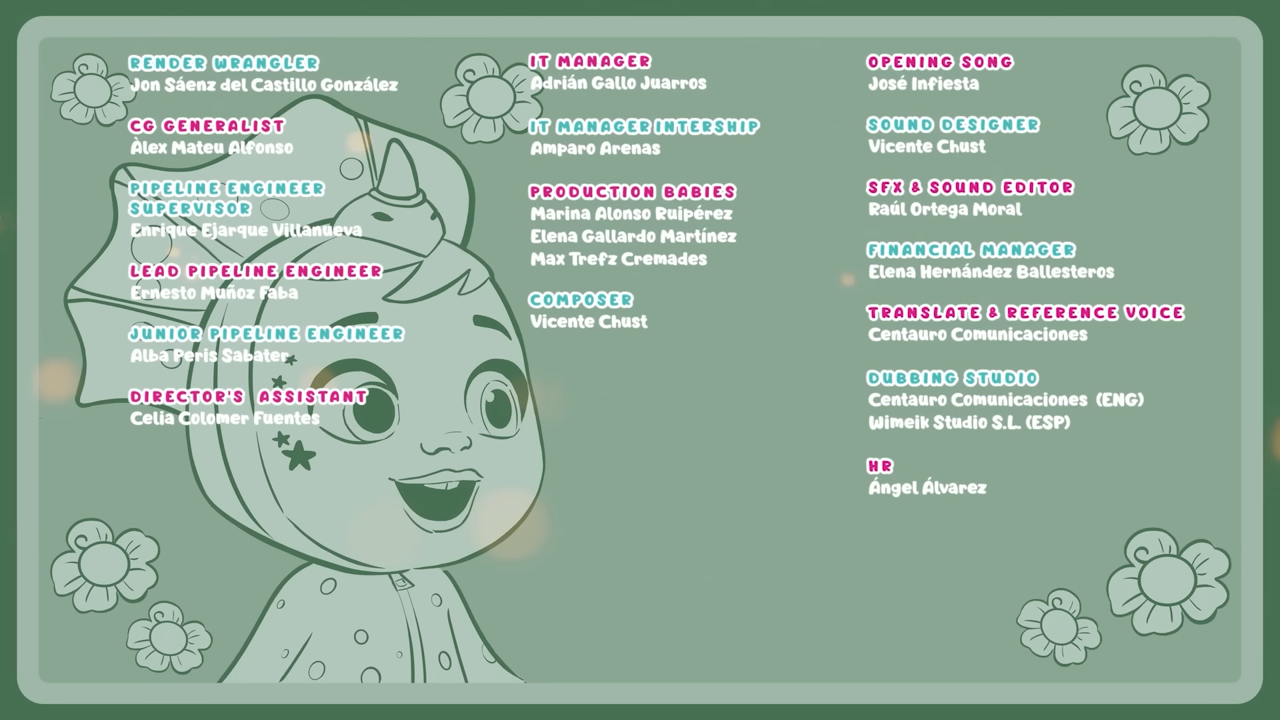 RENDER WRANGLER
Jon Sáenz del Castillo González
CG GENERALIST
Àlex Mateu Alfonso
PIPELINE ENGINEER
SUPERVISOR
Enrique Ejarque Villanueva
LEAD PIPELINE ENGINEER
Ernesto Muñoz Faba
JUNIOR PIPELINE ENGINEER
Alba Peris Sabater
DIRECTOR'S ASSISTANT
Celia Colomer Fuentes
IT MANAGER
Adrián Gallo Juarros
IT MANAGER INTERSHIP
Amparo Arenas
PRODUCTION BABIES
Marina Alonso Ruipérez
Elena Gallardo Martínez
Max Trefz Cremades
COMPOSER
Vicente Chust
OPENING SONG
José Infiesta
SOUND DESIGNER
Vicente Chust
SFX & SOUND EDITOR
Raúl Ortega Moral
FINANCIAL MANAGER
Elena Hernández Ballesteros
TRANSLATE & REFERENCE VOICE
Centauro Comunicaciones
DUBBING STUDIO
Centauro Comunicaciones (ENG)
Wimeik Studio S.L. (ESP)
HR
Ángel Álvarez